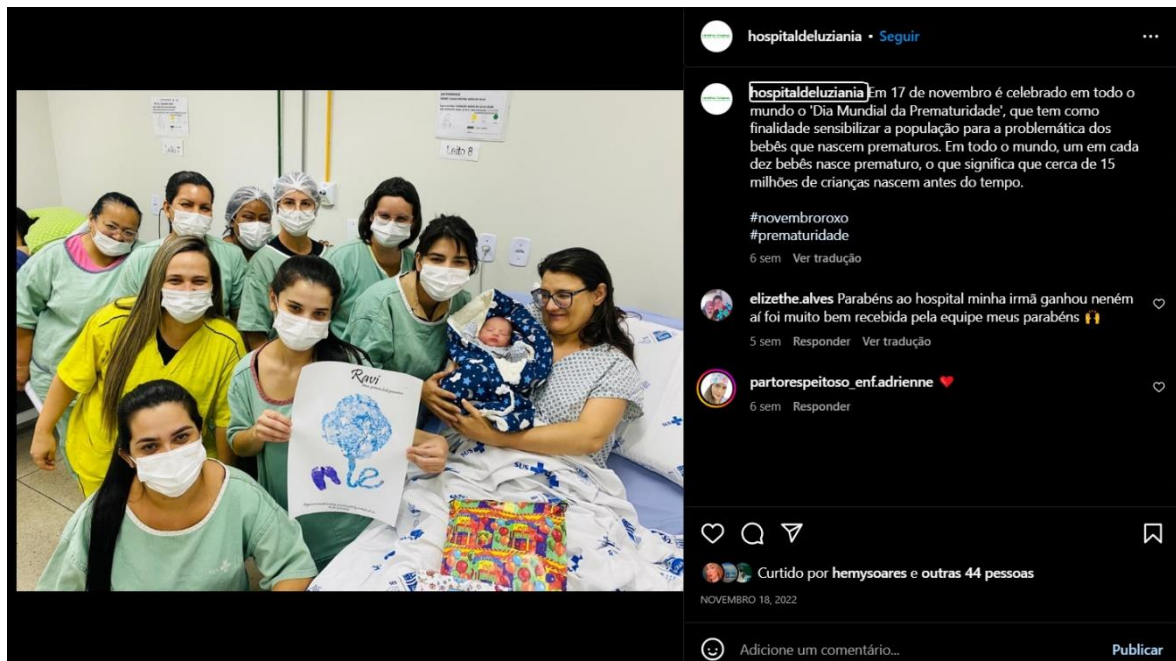 Leito 8
Ravi
SUS
SUS
SUS
hospitaldeluziania • Seguir
hospitaldeluziania Em 17 de novembro é celebrado em todo o
mundo o 'Dia Mundial da Prematuridade', que tem como
finalidade sensibilizar a população para a problemática dos
bebês que nascem prematuros. Em todo o mundo, um em cada
dez bebês nasce prematuro, o que significa que cerca de 15
milhões de crianças nascem antes do tempo.
#novembroroxo
#prematuridade
6 sem Ver tradução
elizethe.alves Parabéns ao hospital minha irmã ganhou neném
aí foi muito bem recebida pela equipe meus parabéns 🙌
5 sem Responder Ver tradução
partorespeitoso_enf.adrienne ❤️
6 sem Responder
Curtido por hemysoares e outras 44 pessoas
NOVEMBRO 18, 2022
Adicione um comentário...
Publicar